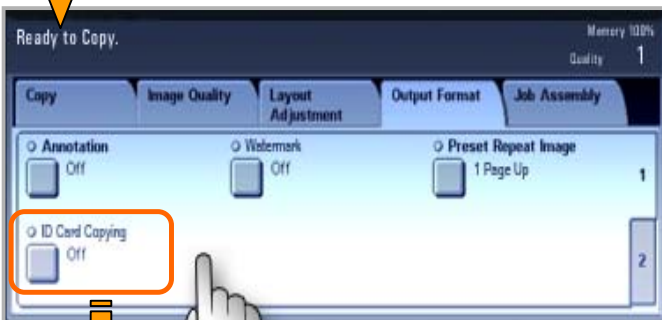 Ready to Copy.
Memory 100%
Quality 1
Copy
Image Quality
Layout
Adjustment
Output Format
Job Assembly
Annotation
Off
Watermark
Off
Preset Repeat Image
1 Page Up
1
ID Card Copying
Off
2